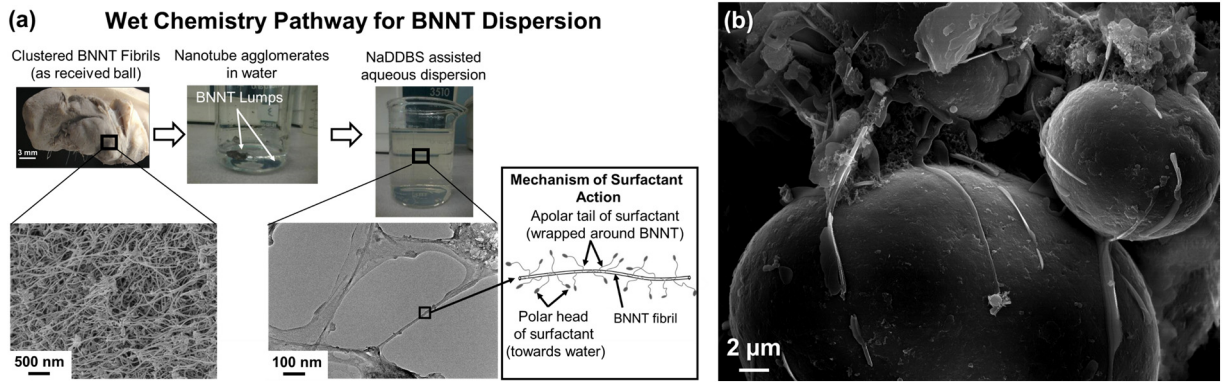 (a)
Wet Chemistry Pathway for BNNT Dispersion
Clustered BNNT Fibrils
(as received ball)
Nanotube agglomerates
in water
NaDDBS assisted
aqueous dispersion
BNNT Lumps
3510
3 mm
Mechanism of Surfactant
Action
Apolar tail of surfactant
(wrapped around BNNT)
Polar head
of surfactant
(towards water)
BNNT fibril
500 nm
100 nm
(b)
2 µm